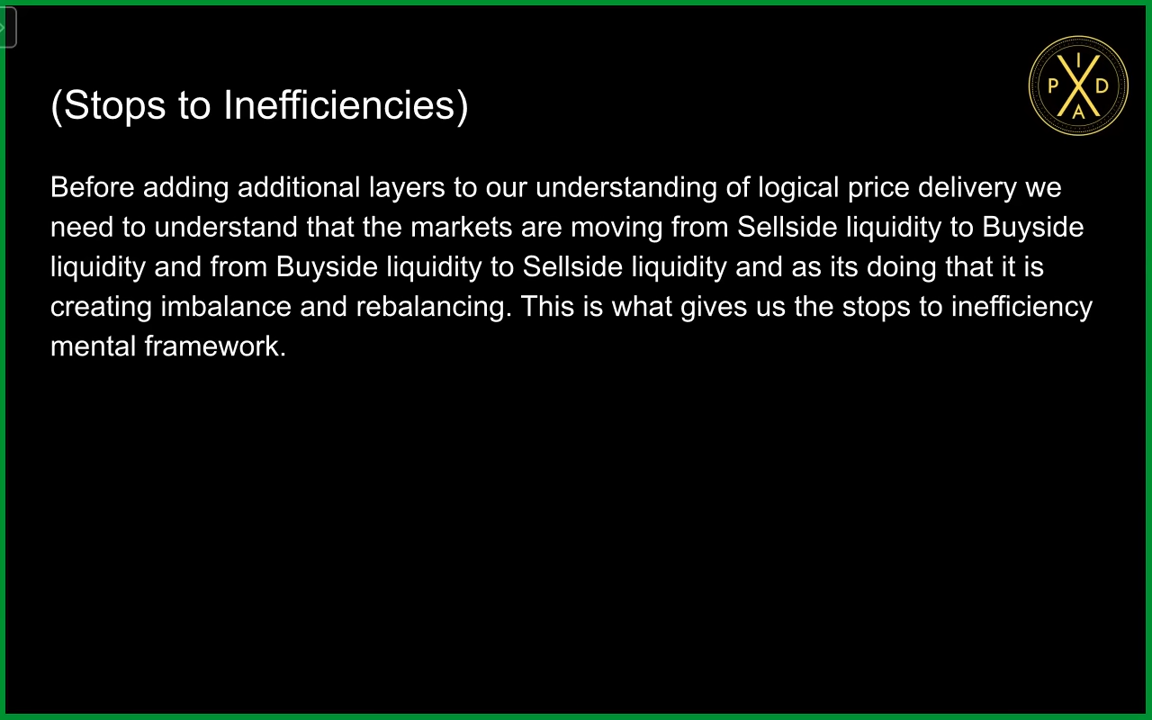 (Stops to Inefficiencies)
I
P D
A
Before adding additional layers to our understanding of logical price delivery we
need to understand that the markets are moving from Sellside liquidity to Buyside
liquidity and from Buyside liquidity to Sellside liquidity and as its doing that it is
creating imbalance and rebalancing. This is what gives us the stops to inefficiency
mental framework.